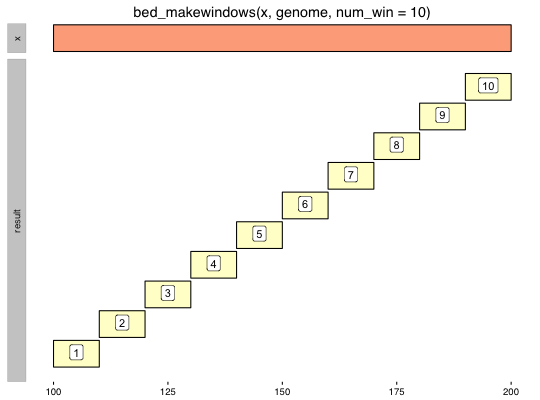 bed_makewindows(x, genome, num_win = 10)
x
result
10
9
8
7
6
5
4
3
2
1
100 125 150 175 200